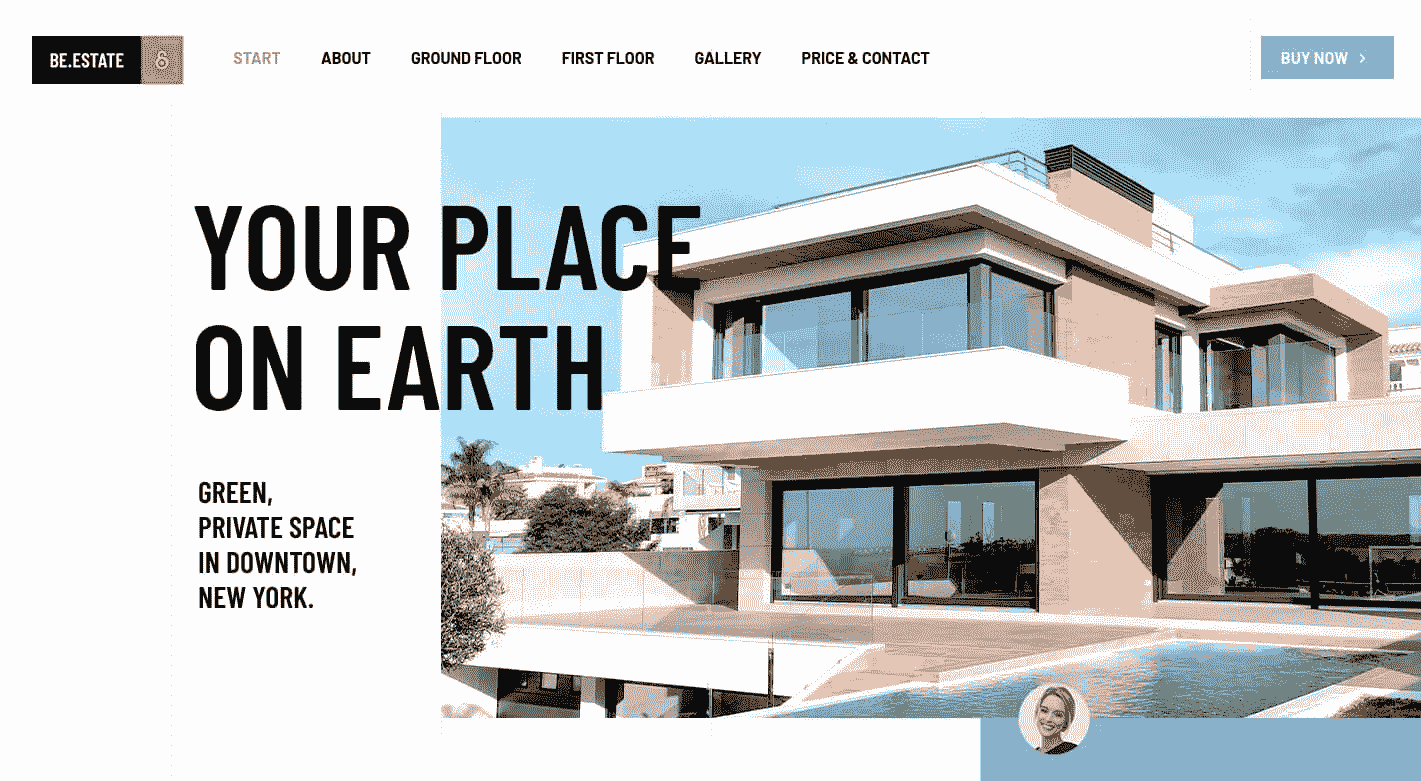 BE.ESTATE 6
START
ABOUT
GROUND FLOOR
FIRST FLOOR
GALLERY
PRICE & CONTACT
BUY NOW
YOUR PLACE
ON EARTH
GREEN,
PRIVATE SPACE
IN DOWNTOWN,
NEW YORK.